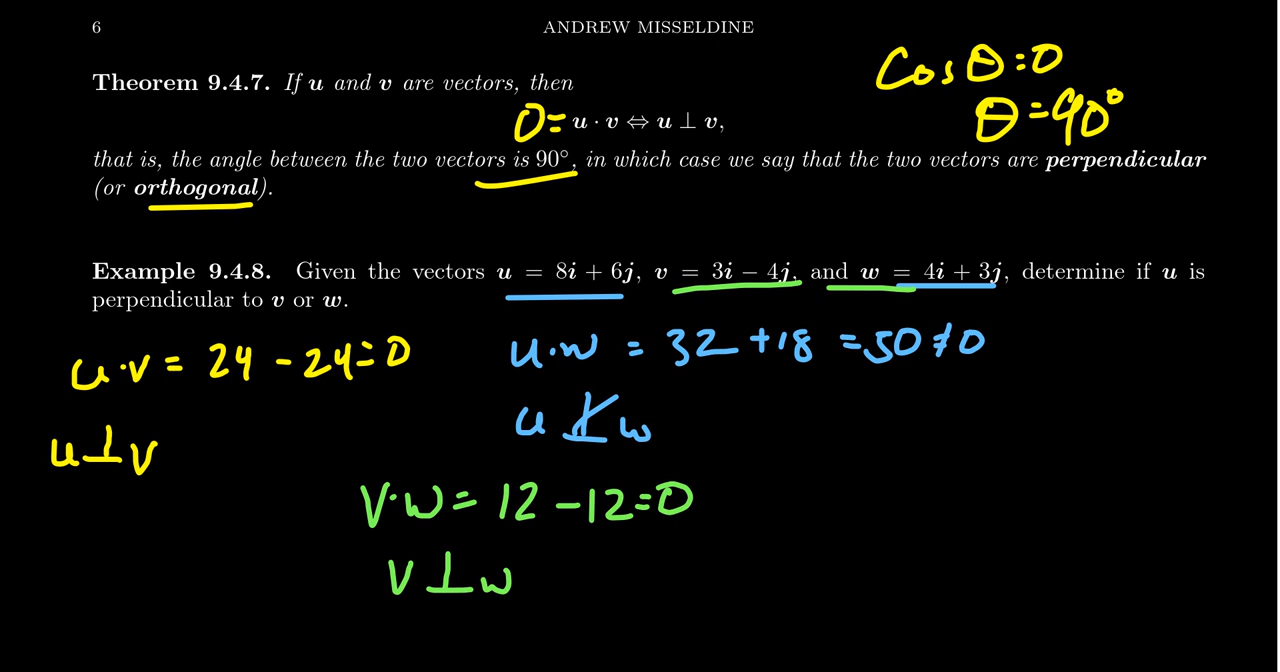 6 ANDREW MISSELDINE
cos θ = 0
Theorem 9.4.7. If u and v are vectors, then
θ = 90°
0 = u · v ⇔ u ⊥ v,
that is, the angle between the two vectors is 90°, in which case we say that the two vectors are perpendicular
(or orthogonal).
Example 9.4.8. Given the vectors u = 8i + 6j, v = 3i − 4j, and w = 4i + 3j, determine if u is
perpendicular to v or w.
u · v = 24 − 24 = 0
u · w = 32 + 18 = 50 ≠ 0
u ⊥̸ w
u ⊥ v
v · w = 12 − 12 = 0
v ⊥ w